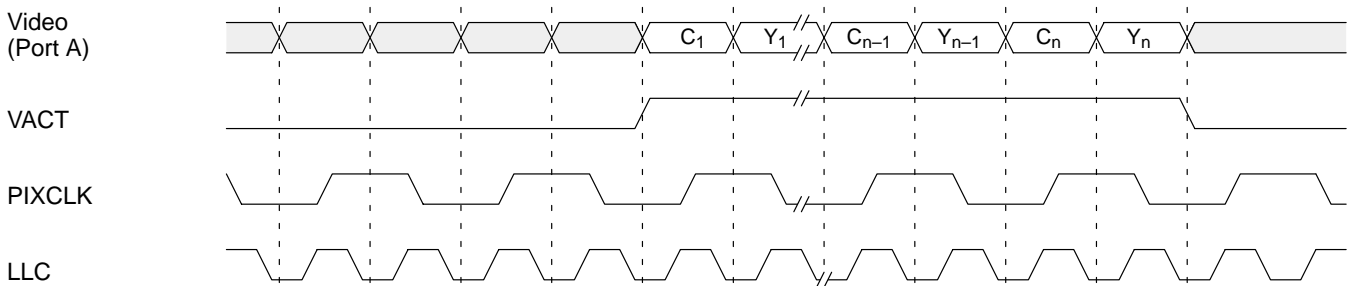 Video
(Port A)
C1 Y1 Cn–1 Yn–1 Cn Yn
VACT
PIXCLK
LLC